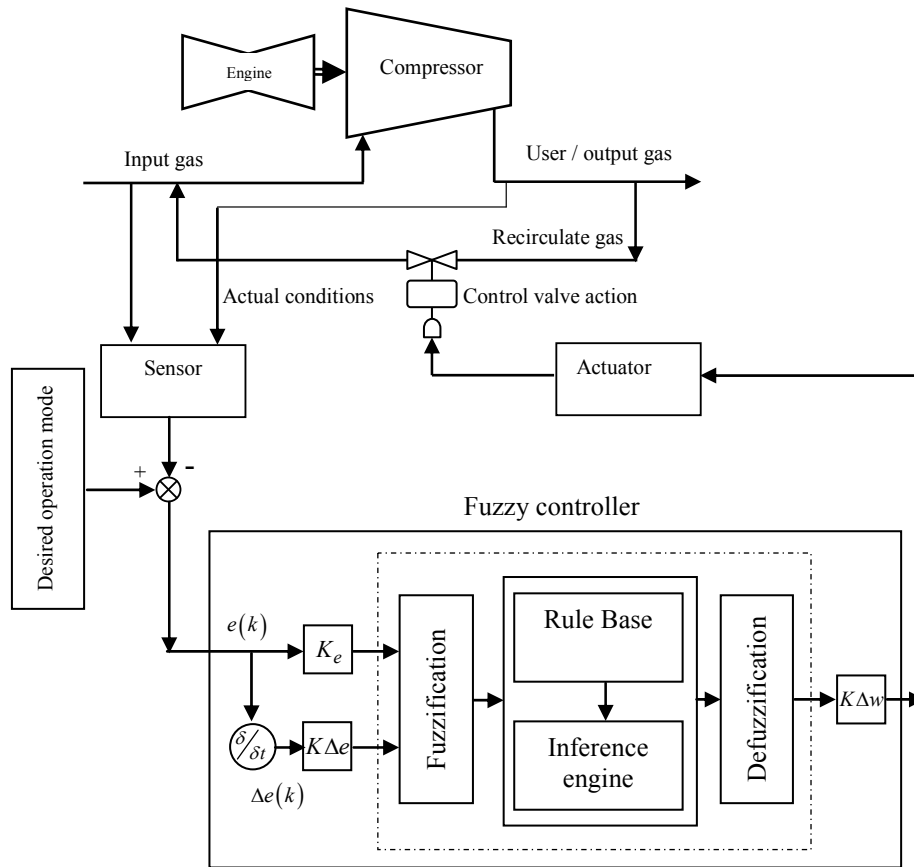 Engine
Compressor
Input gas
User / output gas
Recirculate gas
Actual conditions
Control valve action
Sensor
Actuator
Desired operation mode
+
-
Fuzzy controller
e(k)
K_e
Fuzzification
Rule Base
Defuzzification
KΔw
δ/δt
KΔe
Inference
engine
Δe(k)